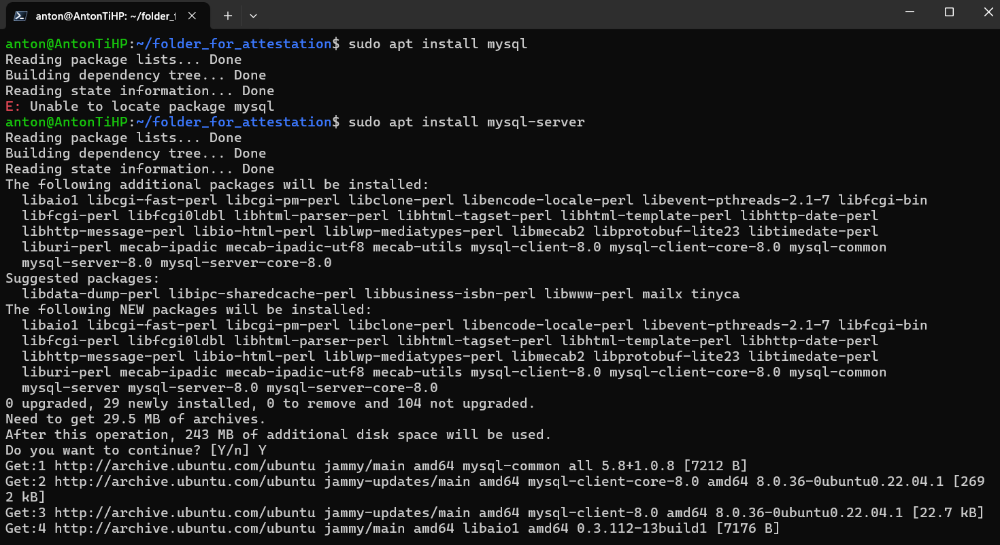 anton@AntonTiHP: ~/folder_f
anton@AntonTiHP:~/folder_for_attestation$ sudo apt install mysql
Reading package lists... Done
Building dependency tree... Done
Reading state information... Done
E: Unable to locate package mysql
anton@AntonTiHP:~/folder_for_attestation$ sudo apt install mysql-server
Reading package lists... Done
Building dependency tree... Done
Reading state information... Done
The following additional packages will be installed:
  libaio1 libcgi-fast-perl libcgi-pm-perl libclone-perl libencode-locale-perl libevent-pthreads-2.1-7 libfcgi-bin
  libfcgi-perl libfcgi0ldbl libhtml-parser-perl libhtml-tagset-perl libhtml-template-perl libhttp-date-perl
  libhttp-message-perl libio-html-perl liblwp-mediatypes-perl libmecab2 libprotobuf-lite23 libtimedate-perl
  liburi-perl mecab-ipadic mecab-ipadic-utf8 mecab-utils mysql-client-8.0 mysql-client-core-8.0 mysql-common
  mysql-server-8.0 mysql-server-core-8.0
Suggested packages:
  libdata-dump-perl libipc-sharedcache-perl libbusiness-isbn-perl libwww-perl mailx tinyca
The following NEW packages will be installed:
  libaio1 libcgi-fast-perl libcgi-pm-perl libclone-perl libencode-locale-perl libevent-pthreads-2.1-7 libfcgi-bin
  libfcgi-perl libfcgi0ldbl libhtml-parser-perl libhtml-tagset-perl libhtml-template-perl libhttp-date-perl
  libhttp-message-perl libio-html-perl liblwp-mediatypes-perl libmecab2 libprotobuf-lite23 libtimedate-perl
  liburi-perl mecab-ipadic mecab-ipadic-utf8 mecab-utils mysql-client-8.0 mysql-client-core-8.0 mysql-common
  mysql-server mysql-server-8.0 mysql-server-core-8.0
0 upgraded, 29 newly installed, 0 to remove and 104 not upgraded.
Need to get 29.5 MB of archives.
After this operation, 243 MB of additional disk space will be used.
Do you want to continue? [Y/n] Y
Get:1 http://archive.ubuntu.com/ubuntu jammy/main amd64 mysql-common all 5.8+1.0.8 [7212 B]
Get:2 http://archive.ubuntu.com/ubuntu jammy-updates/main amd64 mysql-client-core-8.0 amd64 8.0.36-0ubuntu0.22.04.1 [269
2 kB]
Get:3 http://archive.ubuntu.com/ubuntu jammy-updates/main amd64 mysql-client-8.0 amd64 8.0.36-0ubuntu0.22.04.1 [22.7 kB]
Get:4 http://archive.ubuntu.com/ubuntu jammy/main amd64 libaio1 amd64 0.3.112-13build1 [7176 B]